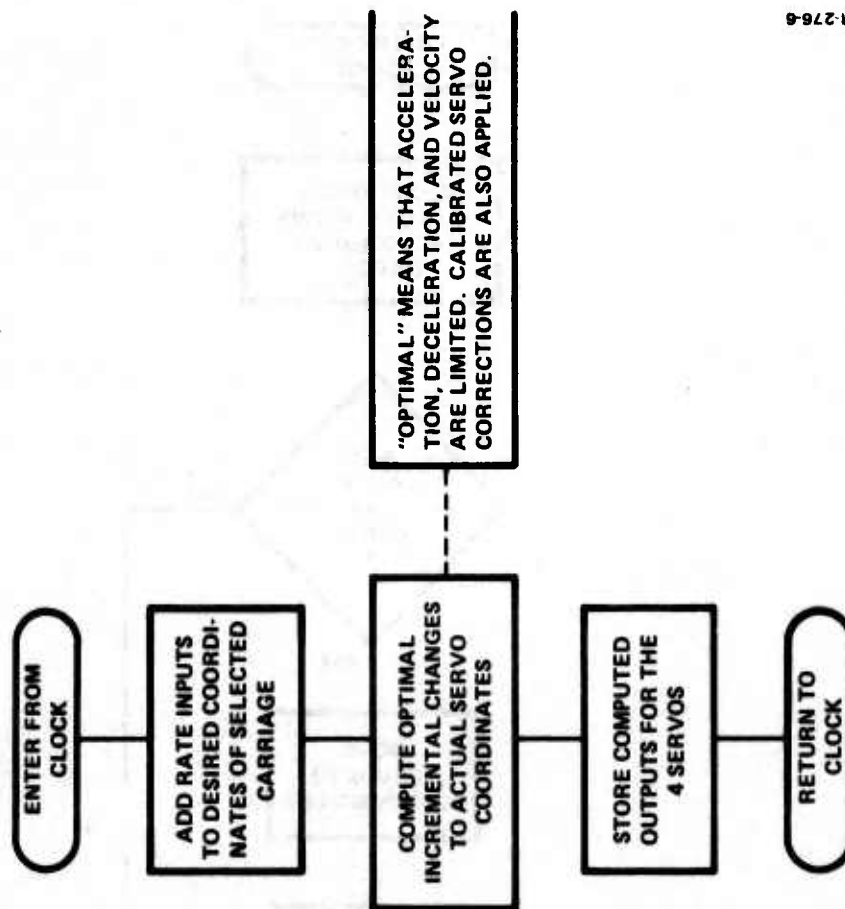 ENTER FROM
CLOCK
ADD RATE INPUTS
TO DESIRED COORDI-
NATES OF SELECTED
CARRIAGE
COMPUTE OPTIMAL
INCREMENTAL CHANGES
TO ACTUAL SERVO
COORDINATES
"OPTIMAL" MEANS THAT ACCELERA-
TION, DECELERATION, AND VELOCITY
ARE LIMITED. CALIBRATED SERVO
CORRECTIONS ARE ALSO APPLIED.
STORE COMPUTED
OUTPUTS FOR THE
4 SERVOS
RETURN TO
CLOCK
-276-6